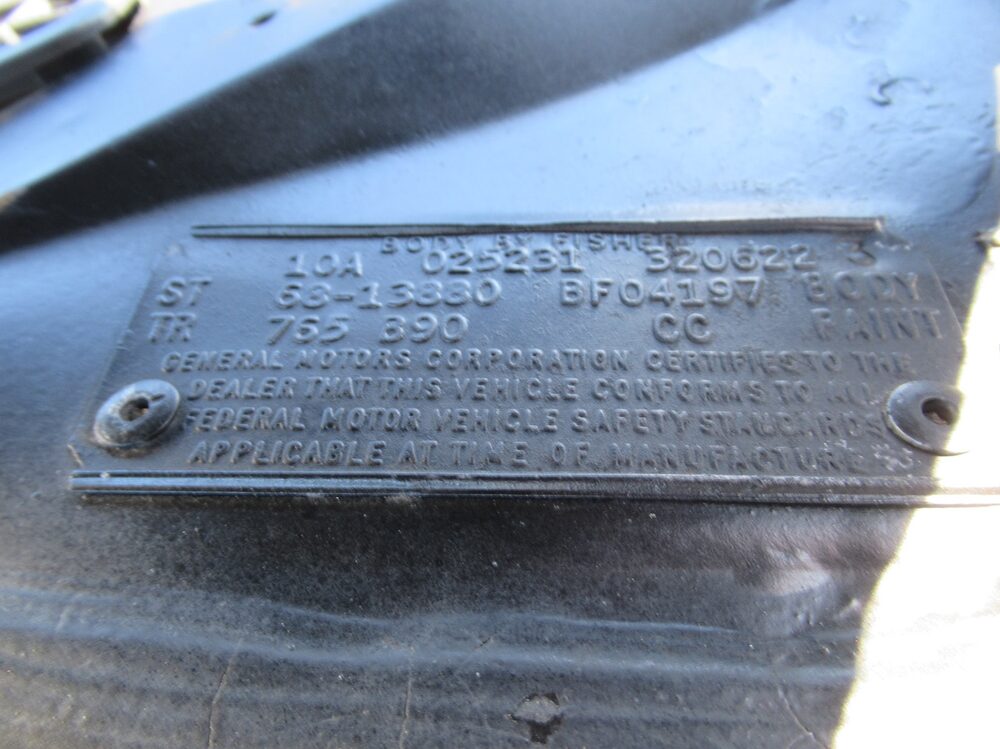 BODY BY FISHER
10A 025231 320622 3
ST 68-13880 BF04197 BODY
TR 765 890 CC PAINT
GENERAL MOTORS CORPORATION CERTIFIES TO THE
DEALER THAT THIS VEHICLE CONFORMS TO ALL
FEDERAL MOTOR VEHICLE SAFETY STANDARDS
APPLICABLE AT TIME OF MANUFACTURE